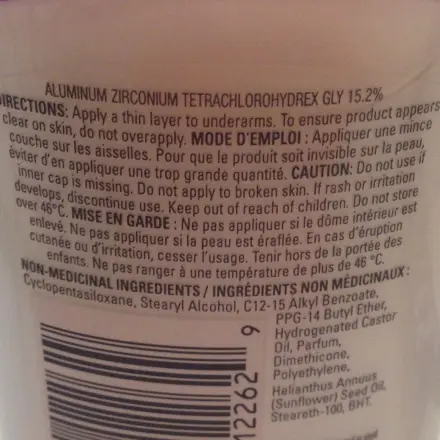 ALUMINUM ZIRCONIUM TETRACHLOROHYDREX GLY 15.2%
DIRECTIONS: Apply a thin layer to underarms. To ensure product appears
clear on skin, do not overapply. MODE D'EMPLOI : Appliquer une mince
couche sur les aisselles. Pour que le produit soit invisible sur la peau,
éviter d'en appliquer une trop grande quantité. CAUTION: Do not use if
inner cap is missing. Do not apply to broken skin. If rash or irritation
develops, discontinue use. Keep out of reach of children. Do not store
over 46°C. MISE EN GARDE : Ne pas appliquer si le dôme intérieur est
enlevé. Ne pas appliquer si la peau est éraflée. En cas d'éruption
cutanée ou d'irritation, cesser l'usage. Tenir hors de la portée des
enfants. Ne pas ranger à une température de plus de 46 °C.
NON-MEDICINAL INGREDIENTS / INGRÉDIENTS NON MÉDICINAUX :
Cyclopentasiloxane, Stearyl Alcohol, C12-15 Alkyl Benzoate,
PPG-14 Butyl Ether,
Hydrogenated Castor
Oil, Parfum,
Dimethicone,
Polyethylene,
Helianthus Annuus
(Sunflower) Seed Oil,
Steareth-100, BHT.
12262 9